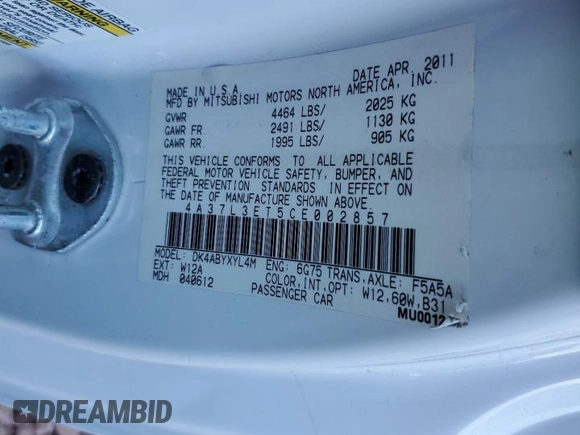 WARNING
MADE IN U.S.A. DATE APR. 2011
MFD BY MITSUBISHI MOTORS NORTH AMERICA, INC.
GVWR 4464 LBS/ 2025 KG
GAWR FR. 2491 LBS/ 1130 KG
GAWR RR. 1995 LBS/ 905 KG
THIS VEHICLE CONFORMS TO ALL APPLICABLE
FEDERAL MOTOR VEHICLE SAFETY, BUMPER, AND
THEFT PREVENTION STANDARDS IN EFFECT ON
THE DATE OF MANUFACTURE SHOWN ABOVE.
4A37L3ET5CE002857
MODEL: DK4ABYXYL4M ENG: 6G75 TRANS.AXLE: F5A5A
EXT: W12A COLOR,INT,OPT: W12,60W,B31
MDH 040612 PASSENGER CAR
MU0012
DREAMBID